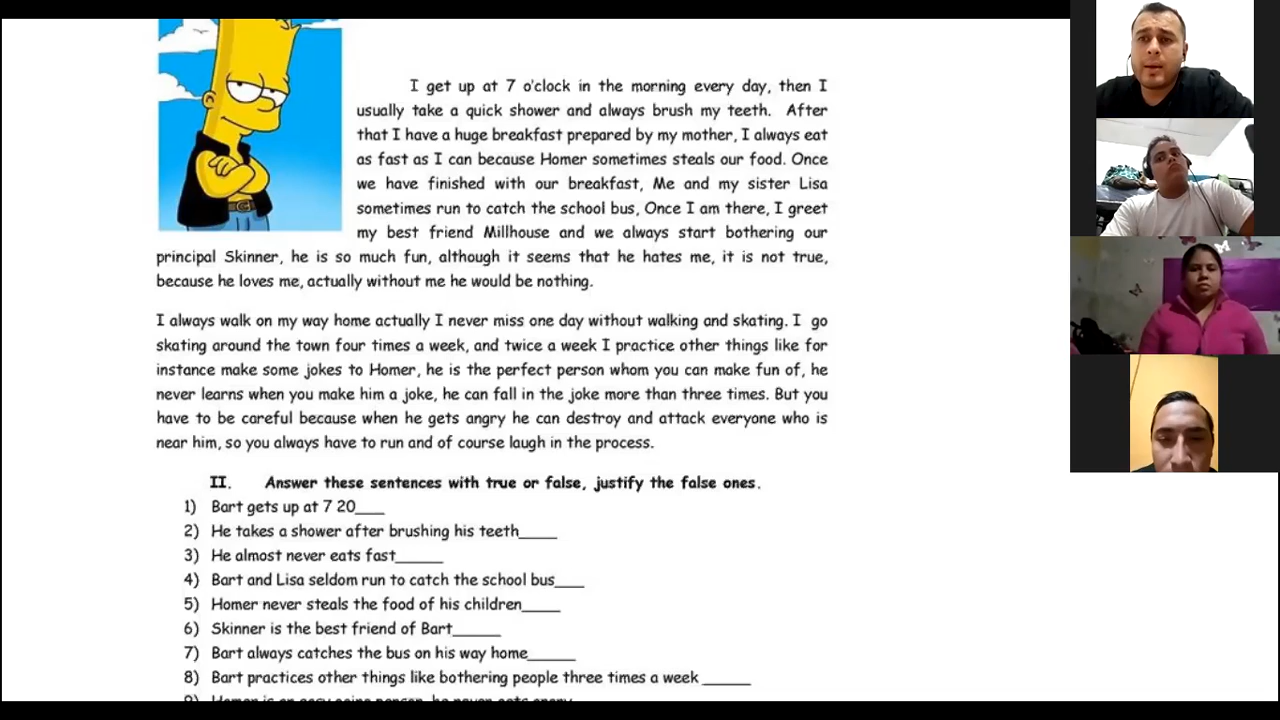 I get up at 7 o'clock in the morning every day, then I
usually take a quick shower and always brush my teeth. After
that I have a huge breakfast prepared by my mother, I always eat
as fast as I can because Homer sometimes steals our food. Once
we have finished with our breakfast, Me and my sister Lisa
sometimes run to catch the school bus, Once I am there, I greet
my best friend Millhouse and we always start bothering our
principal Skinner, he is so much fun, although it seems that he hates me, it is not true,
because he loves me, actually without me he would be nothing.
I always walk on my way home actually I never miss one day without walking and skating. I go
skating around the town four times a week, and twice a week I practice other things like for
instance make some jokes to Homer, he is the perfect person whom you can make fun of, he
never learns when you make him a joke, he can fall in the joke more than three times. But you
have to be careful because when he gets angry he can destroy and attack everyone who is
near him, so you always have to run and of course laugh in the process.
II. Answer these sentences with true or false, justify the false ones.
1) Bart gets up at 7 20____
2) He takes a shower after brushing his teeth_____
3) He almost never eats fast______
4) Bart and Lisa seldom run to catch the school bus____
5) Homer never steals the food of his children_____
6) Skinner is the best friend of Bart______
7) Bart always catches the bus on his way home______
8) Bart practices other things like bothering people three times a week ______
9) Homer is an easy going person, he never gets angry